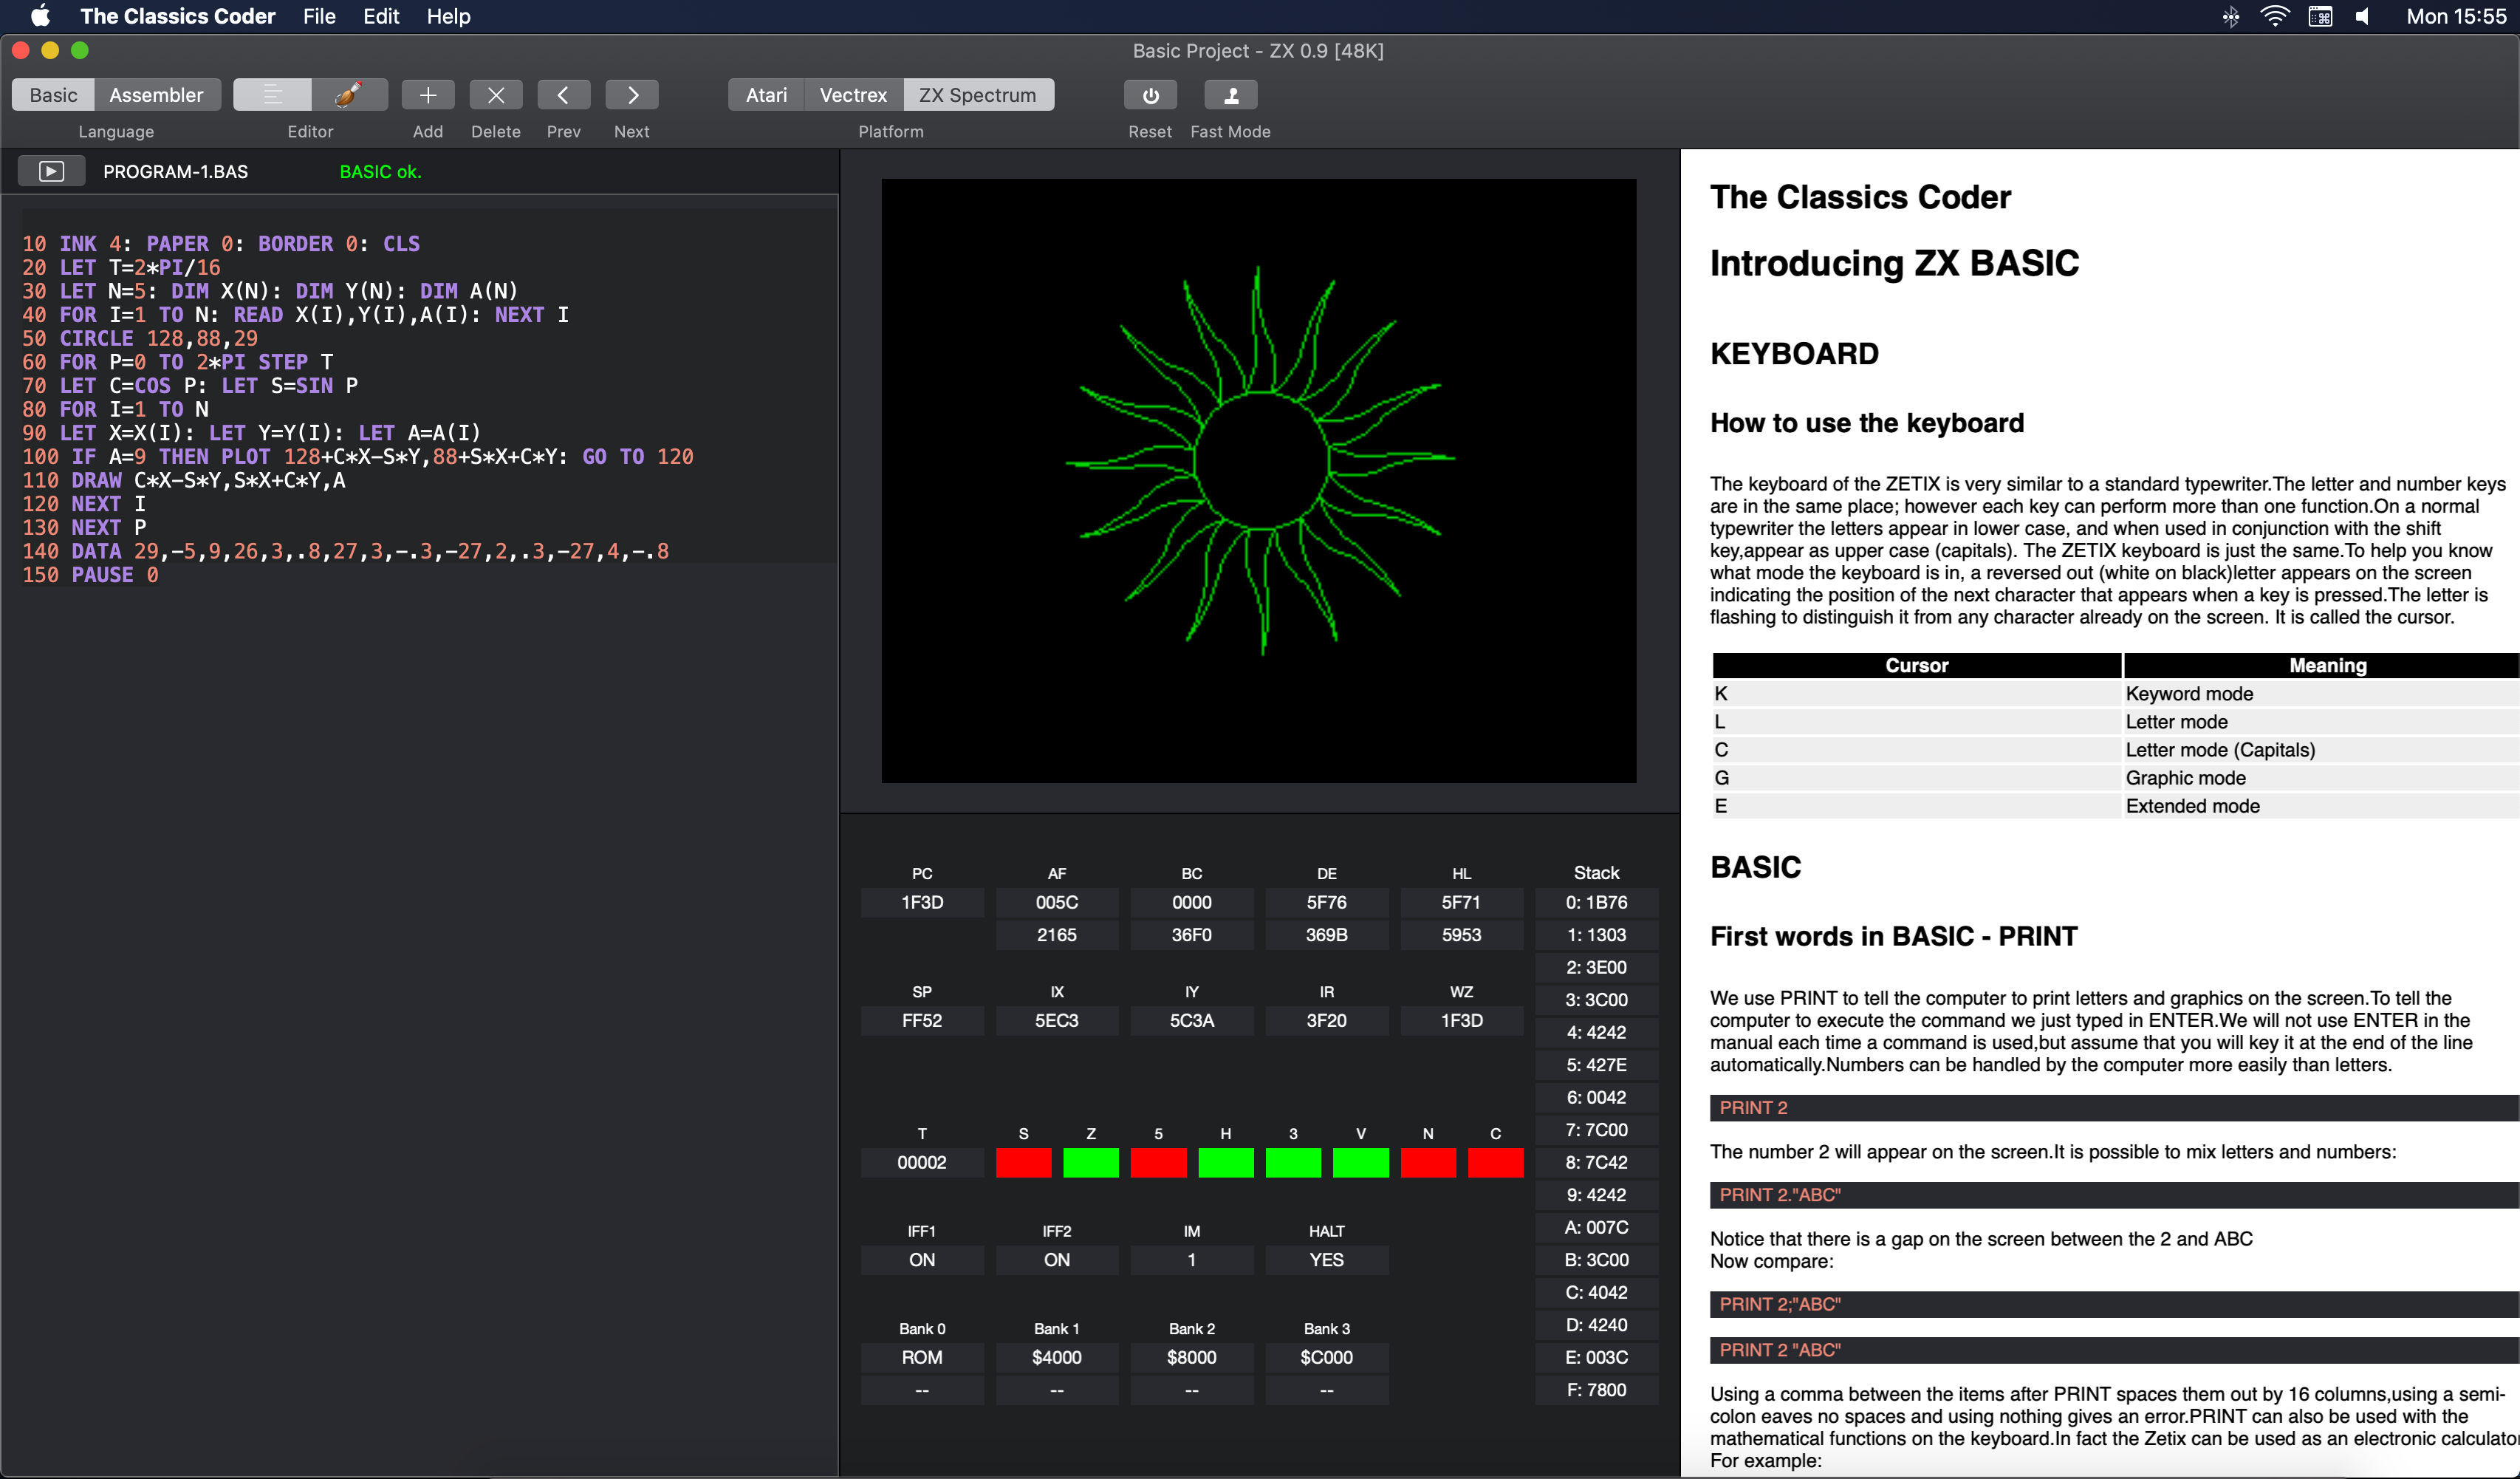 The Classics Coder File Edit Help Mon 15:55
Basic Project - ZX 0.9 [48K]
Basic Assembler Atari Vectrex ZX Spectrum
Language Editor Add Delete Prev Next Platform Reset Fast Mode
PROGRAM-1.BAS BASIC ok.
10 INK 4: PAPER 0: BORDER 0: CLS
20 LET T=2*PI/16
30 LET N=5: DIM X(N): DIM Y(N): DIM A(N)
40 FOR I=1 TO N: READ X(I),Y(I),A(I): NEXT I
50 CIRCLE 128,88,29
60 FOR P=0 TO 2*PI STEP T
70 LET C=COS P: LET S=SIN P
80 FOR I=1 TO N
90 LET X=X(I): LET Y=Y(I): LET A=A(I)
100 IF A=9 THEN PLOT 128+C*X-S*Y,88+S*X+C*Y: GO TO 120
110 DRAW C*X-S*Y,S*X+C*Y,A
120 NEXT I
130 NEXT P
140 DATA 29,-5,9,26,3,.8,27,3,-.3,-27,2,.3,-27,4,-.8
150 PAUSE 0
PC AF BC DE HL Stack
1F3D 005C 0000 5F76 5F71 0: 1B76
2165 36F0 369B 5953 1: 1303
2: 3E00
SP IX IY IR WZ 3: 3C00
FF52 5EC3 5C3A 3F20 1F3D 4: 4242
5: 427E
6: 0042
T S Z 5 H 3 V N C 7: 7C00
00002 8: 7C42
9: 4242
IFF1 IFF2 IM HALT A: 007C
ON ON 1 YES B: 3C00
C: 4042
Bank 0 Bank 1 Bank 2 Bank 3 D: 4240
ROM $4000 $8000 $C000 E: 003C
-- -- -- -- F: 7800
The Classics Coder
Introducing ZX BASIC
KEYBOARD
How to use the keyboard
The keyboard of the ZETIX is very similar to a standard typewriter.The letter and number keys
are in the same place; however each key can perform more than one function.On a normal
typewriter the letters appear in lower case, and when used in conjunction with the shift
key,appear as upper case (capitals). The ZETIX keyboard is just the same.To help you know
what mode the keyboard is in, a reversed out (white on black)letter appears on the screen
indicating the position of the next character that appears when a key is pressed.The letter is
flashing to distinguish it from any character already on the screen. It is called the cursor.
Cursor Meaning
K Keyword mode
L Letter mode
C Letter mode (Capitals)
G Graphic mode
E Extended mode
BASIC
First words in BASIC - PRINT
We use PRINT to tell the computer to print letters and graphics on the screen.To tell the
computer to execute the command we just typed in ENTER.We will not use ENTER in the
manual each time a command is used,but assume that you will key it at the end of the line
automatically.Numbers can be handled by the computer more easily than letters.
PRINT 2
The number 2 will appear on the screen.It is possible to mix letters and numbers:
PRINT 2."ABC"
Notice that there is a gap on the screen between the 2 and ABC
Now compare:
PRINT 2;"ABC"
PRINT 2 "ABC"
Using a comma between the items after PRINT spaces them out by 16 columns,using a semi-
colon eaves no spaces and using nothing gives an error.PRINT can also be used with the
mathematical functions on the keyboard.In fact the Zetix can be used as an electronic calculator
For example: